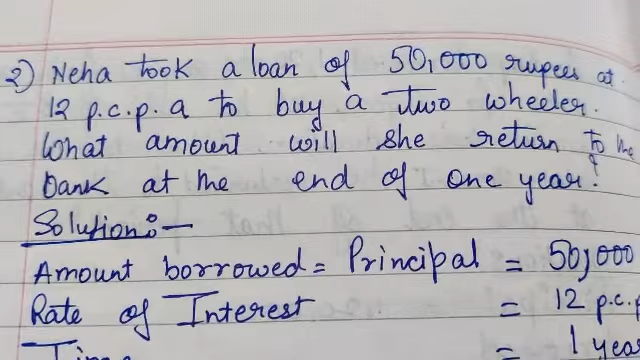 2) Neha took a loan of 50,000 rupees at
12 p.c.p.a to buy a Two wheeler.
What amount will she return to the
bank at the end of one year?
Solution:-
Amount borrowed = Principal = 50,000
Rate of Interest = 12 p.c.p
Time = 1 year